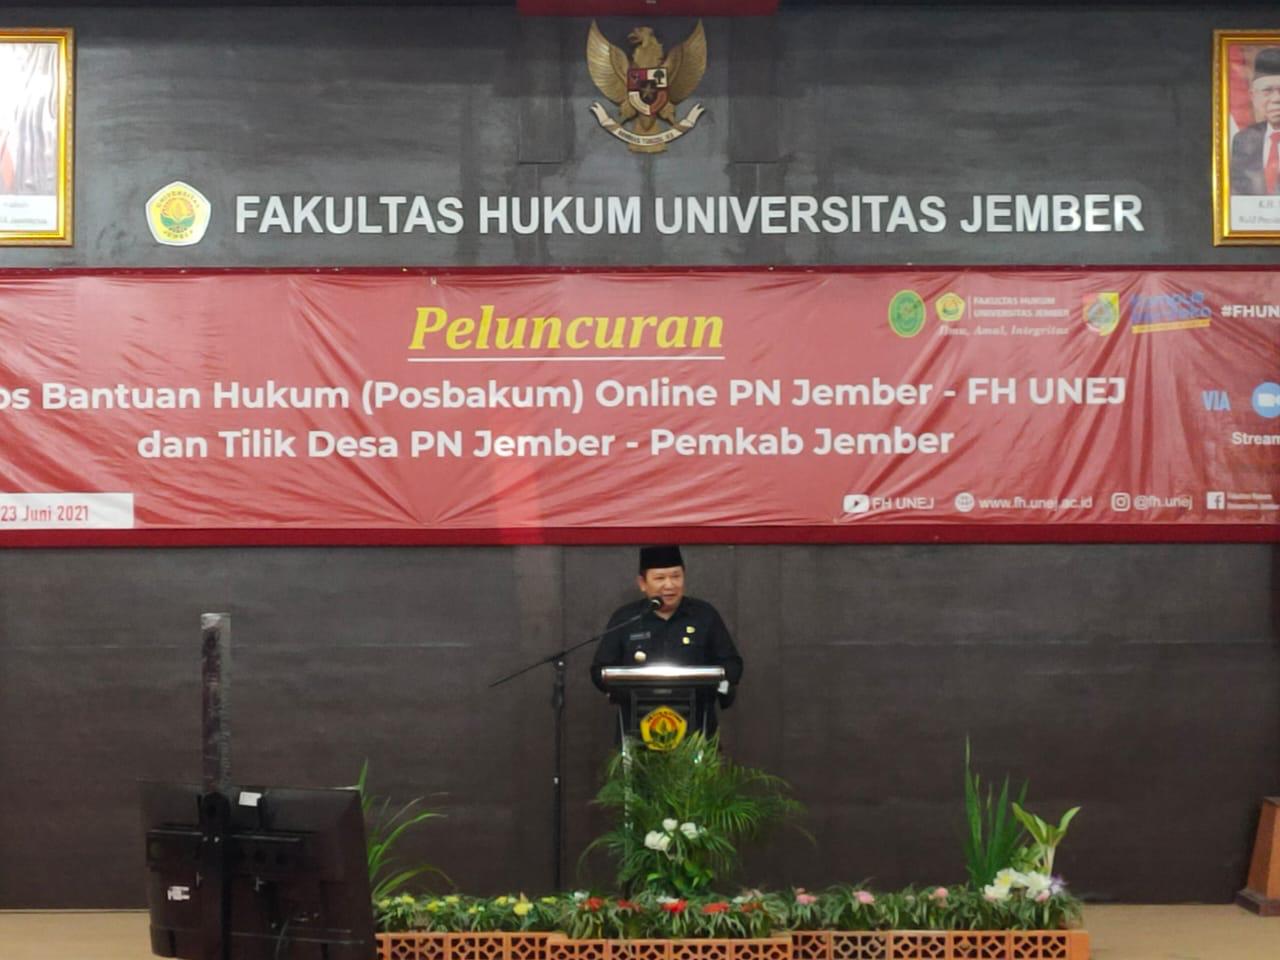 FAKULTAS HUKUM UNIVERSITAS JEMBER
Peluncuran
FAKULTAS HUKUM
UNIVERSITAS JEMBER
Ilmu, Amal, Integritas
#FHUN
os Bantuan Hukum (Posbakum) Online PN Jember - FH UNEJ
VIA
dan Tilik Desa PN Jember - Pemkab Jember
Stream
23 Juni 2021
FH UNEJ
www.fh.unej.ac.id
@fh.unej
K.H.